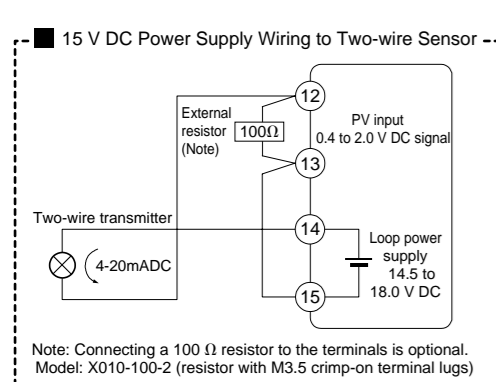 15 V DC Power Supply Wiring to Two-wire Sensor
12
External
resistor
(Note)
100Ω
PV input
0.4 to 2.0 V DC signal
13
Two-wire transmitter
14
4-20mADC
Loop power
supply
14.5 to
18.0 V DC
15
Note: Connecting a 100 Ω resistor to the terminals is optional.
Model: X010-100-2 (resistor with M3.5 crimp-on terminal lugs)